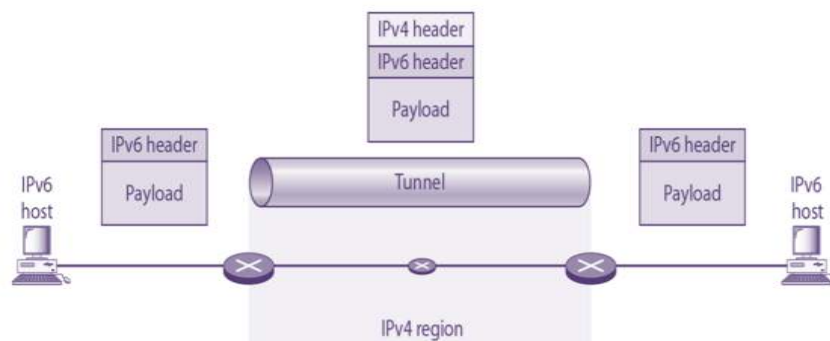 IPv4 header
IPv6 header
Payload
IPv6 header
Payload
IPv6 header
Payload
IPv6
host
Tunnel
IPv6
host
IPv4 region